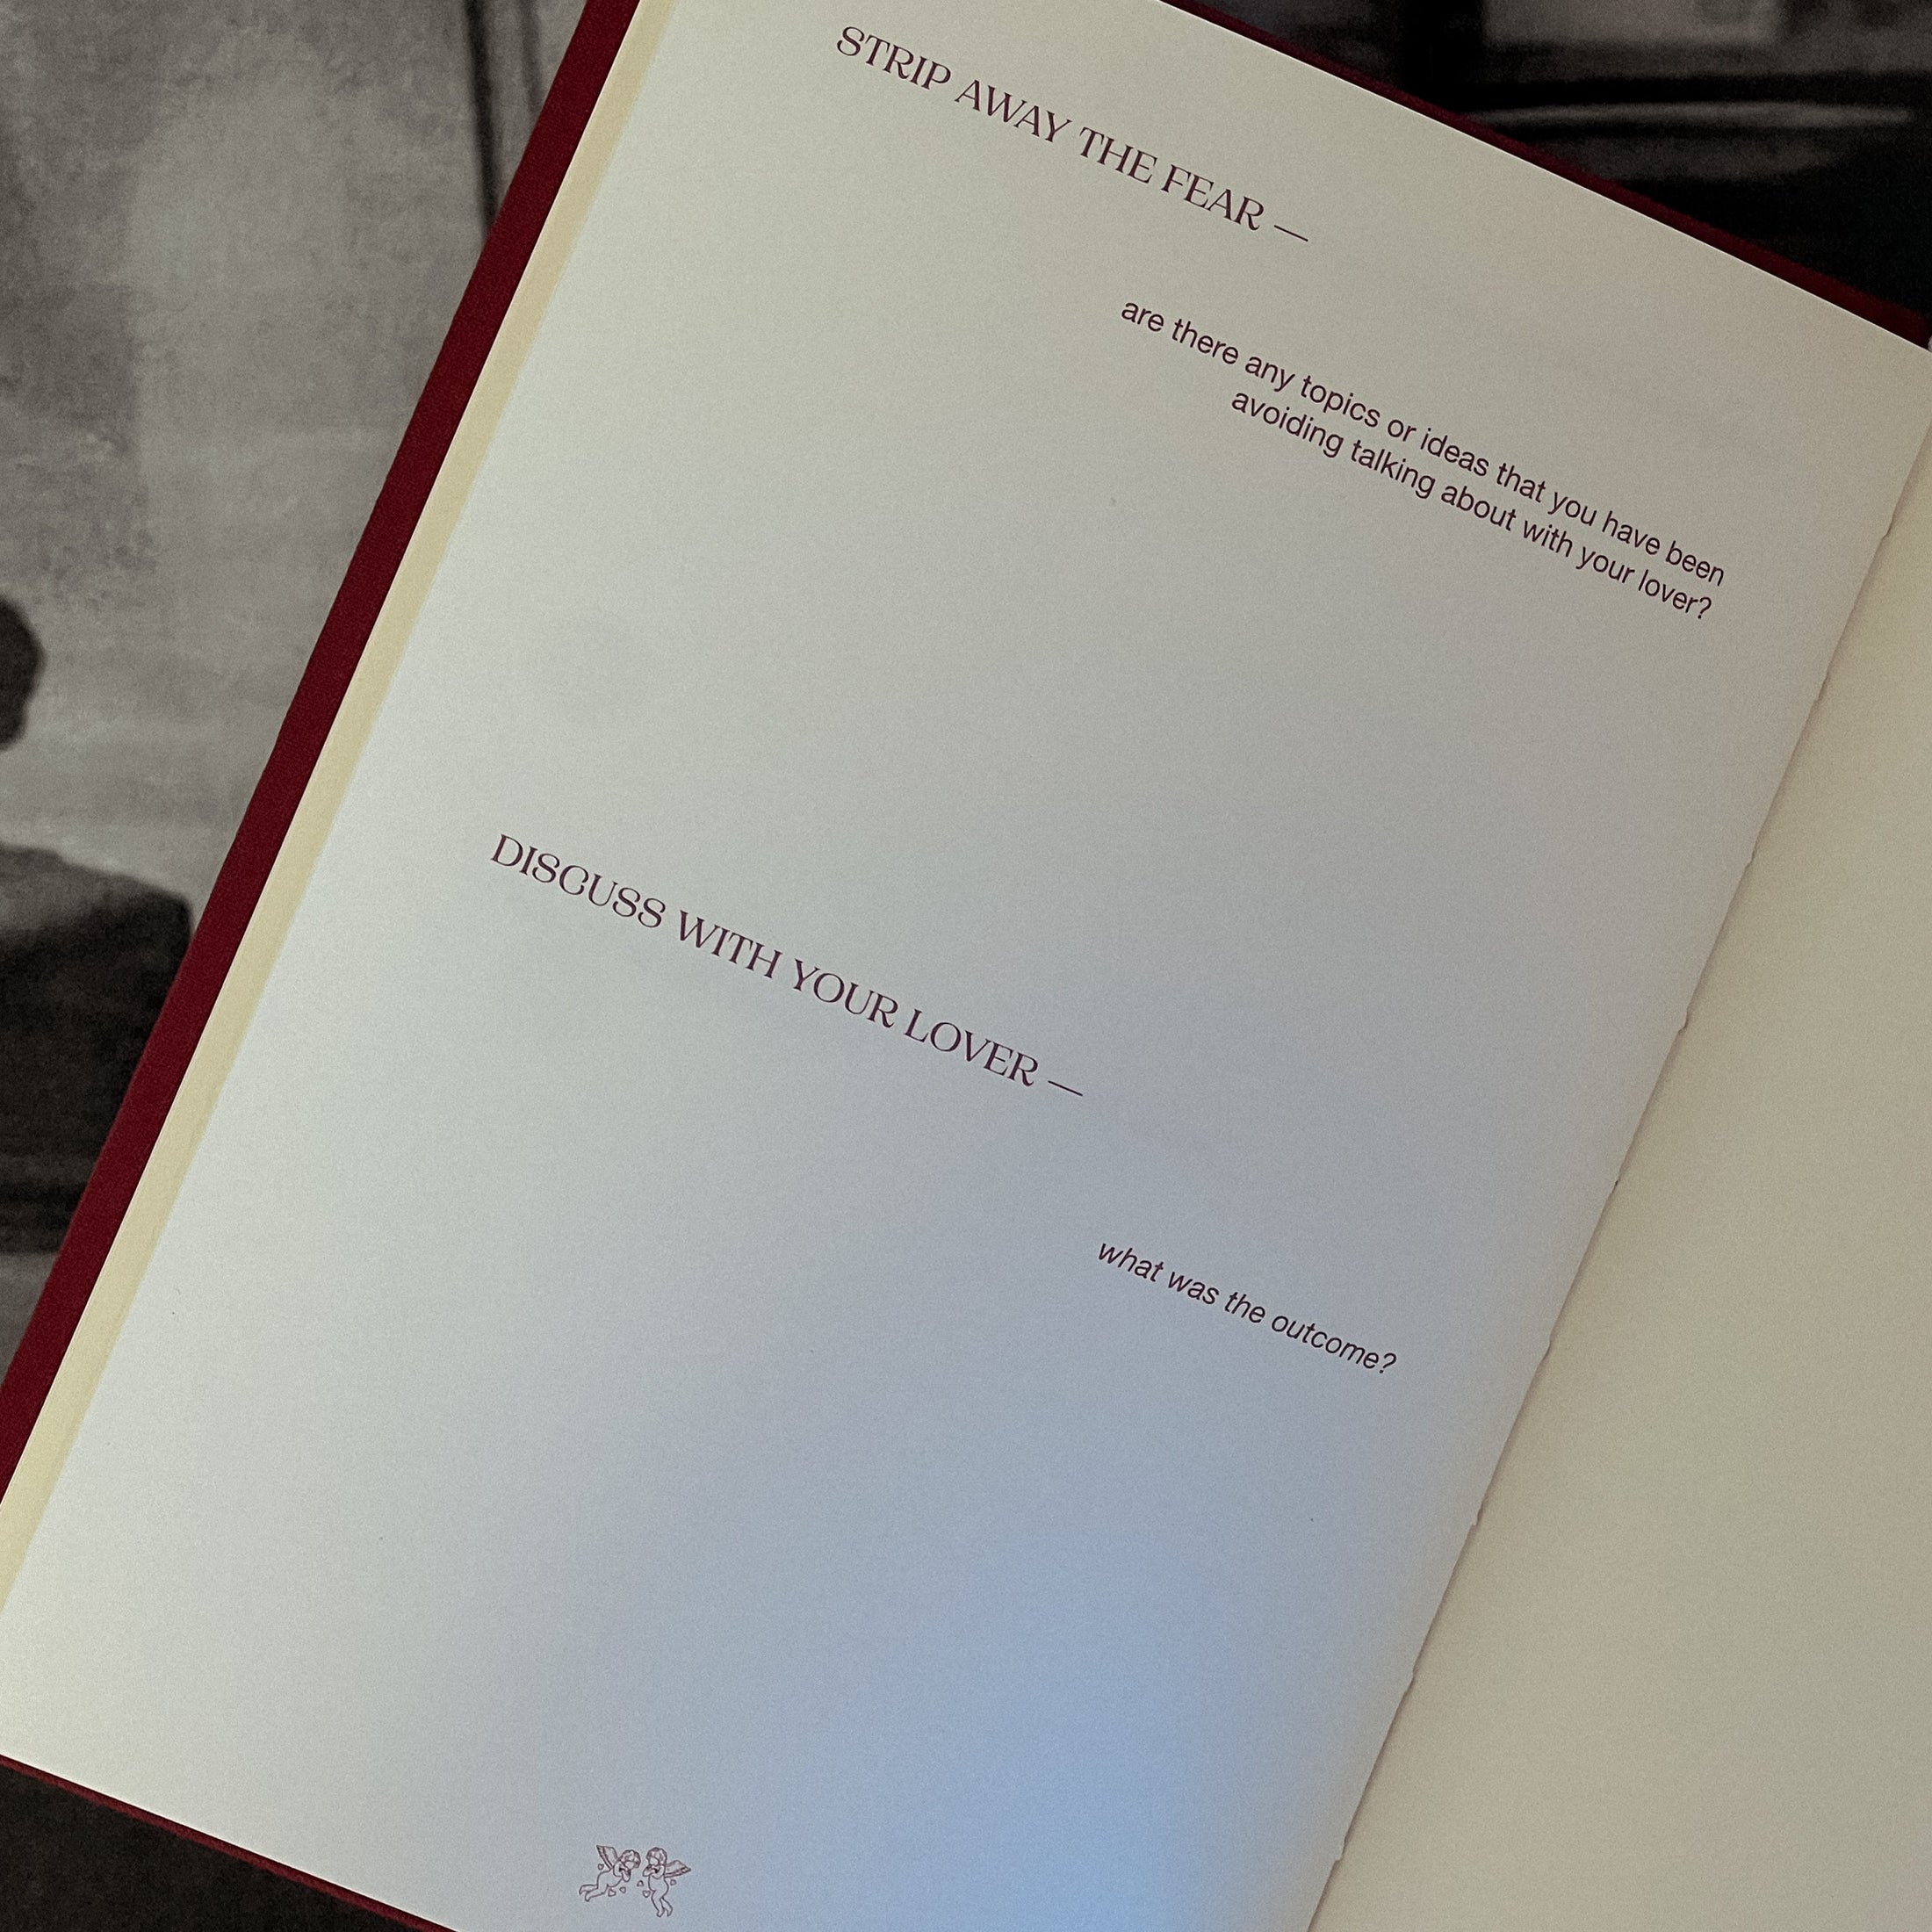 STRIP AWAY THE FEAR —
are there any topics or ideas that you have been
avoiding talking about with your lover?
DISCUSS WITH YOUR LOVER —
what was the outcome?